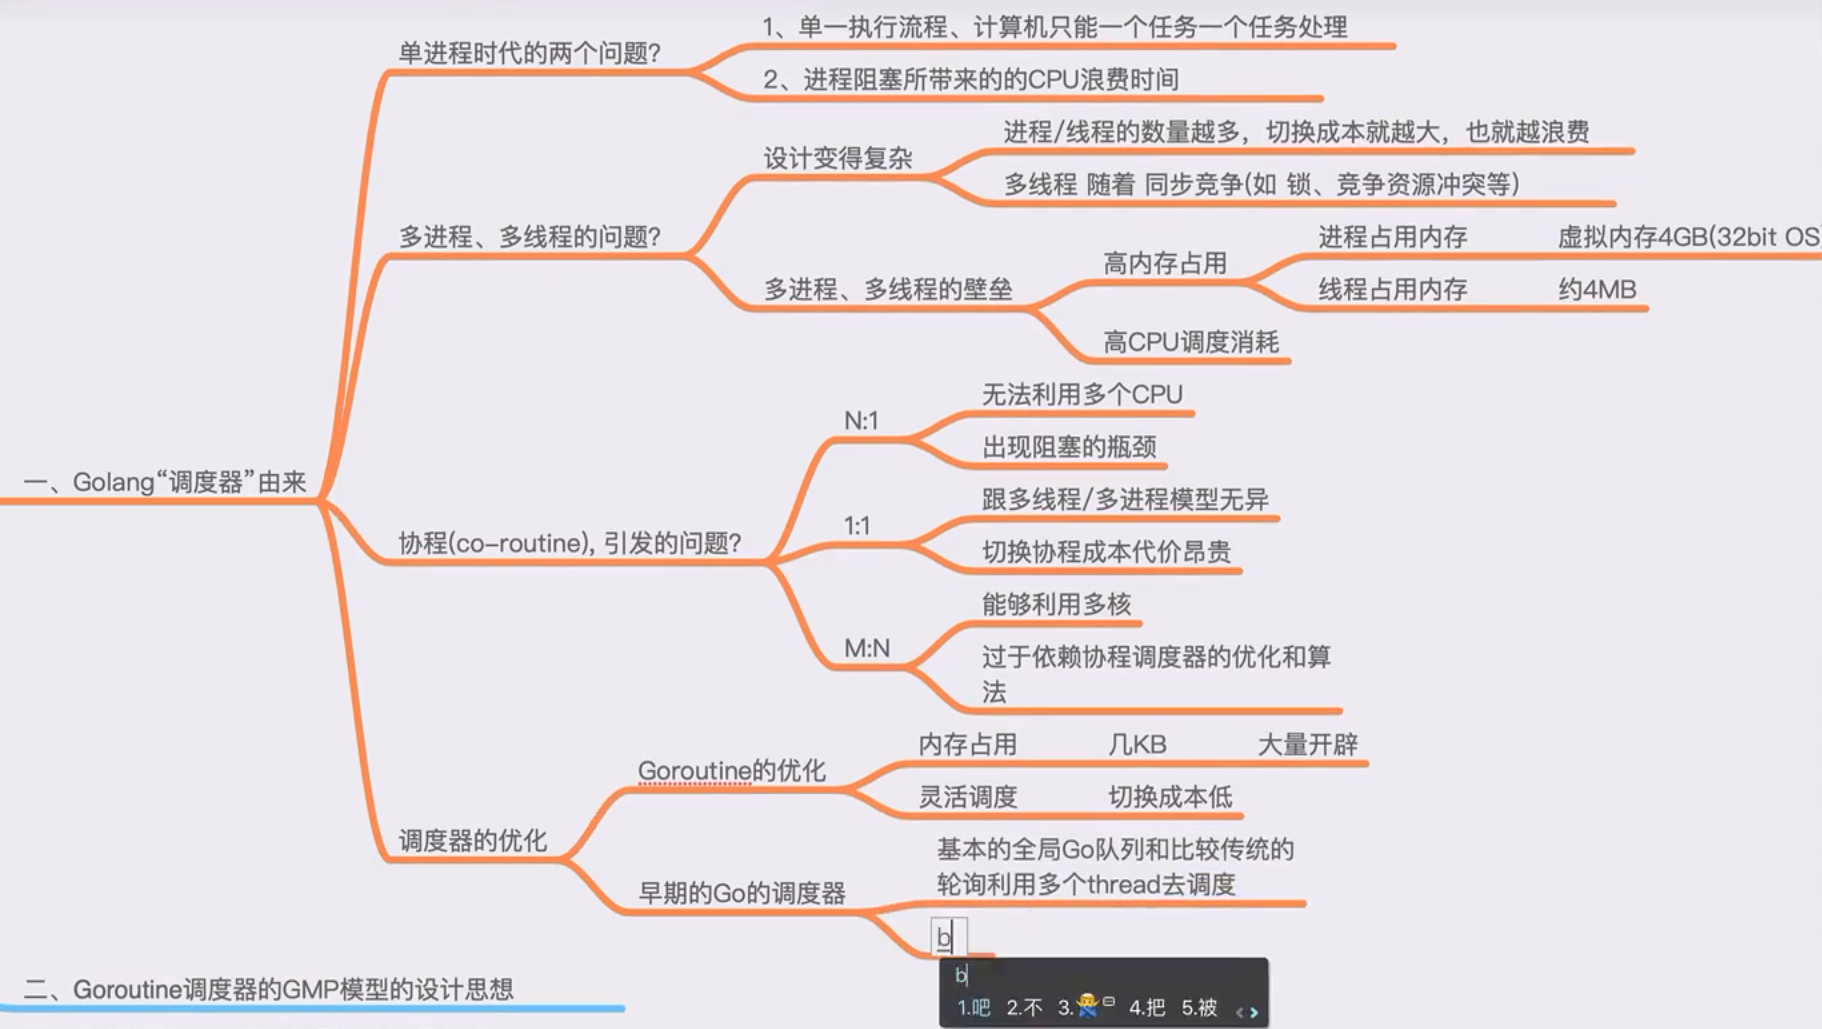 单进程时代的两个问题?
1、单一执行流程、计算机只能一个任务一个任务处理
2、进程阻塞所带来的的CPU浪费时间
多进程、多线程的问题?
设计变得复杂
进程/线程的数量越多，切换成本就越大，也就越浪费
多线程 随着 同步竞争(如 锁、竞争资源冲突等)
多进程、多线程的壁垒
高内存占用
进程占用内存
虚拟内存4GB(32bit OS)
线程占用内存
约4MB
高CPU调度消耗
一、Golang“调度器”由来
协程(co-routine), 引发的问题?
N:1
无法利用多个CPU
出现阻塞的瓶颈
1:1
跟多线程/多进程模型无异
切换协程成本代价昂贵
M:N
能够利用多核
过于依赖协程调度器的优化和算
法
调度器的优化
Goroutine的优化
内存占用
几KB
大量开辟
灵活调度
切换成本低
早期的Go的调度器
基本的全局Go队列和比较传统的
轮询利用多个thread去调度
b
b
1.吧 2.不 3.🙅 4.把 5.被
二、Goroutine调度器的GMP模型的设计思想